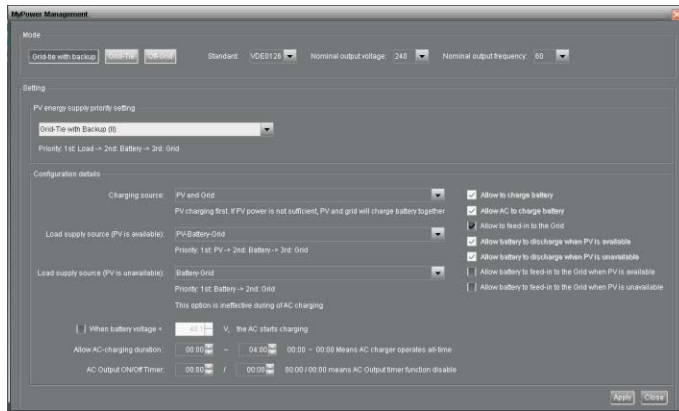 MyPower Management
Mode
Grid-tie with backup Grid-Tie Off-Grid Standard: VDE0126 Nominal output voltage: 240 Nominal output frequency: 60
Setting
PV energy supply priority setting
Grid-Tie with Backup (II)
Priority: 1st: Load -> 2nd: Battery -> 3rd: Grid
Configuration details
Charging source: PV and Grid
PV charging first. If PV power is not sufficient, PV and grid will charge battery together
Load supply source (PV is available): PV-Battery-Grid
Priority: 1st: PV -> 2nd: Battery -> 3rd: Grid
Load supply source (PV is unavailable): Battery-Grid
Priority: 1st: Battery -> 2nd: Grid
This option is ineffective during of AC charging
When battery voltage < V, the AC starts charging
Allow AC-charging duration: 00:00 ~ 04:00 00:00 ~ 00:00 Means AC charger operates all-time
AC Output ON/Off Timer: 00:00 / 00:00 00:00 / 00:00 means AC Output timer function disable
Allow to charge battery
Allow AC to charge battery
Allow to feed-in to the Grid
Allow battery to discharge when PV is available
Allow battery to discharge when PV is unavailable
Allow battery to feed-in to the Grid when PV is available
Allow battery to feed-in to the Grid when PV is unavailable
Apply Close